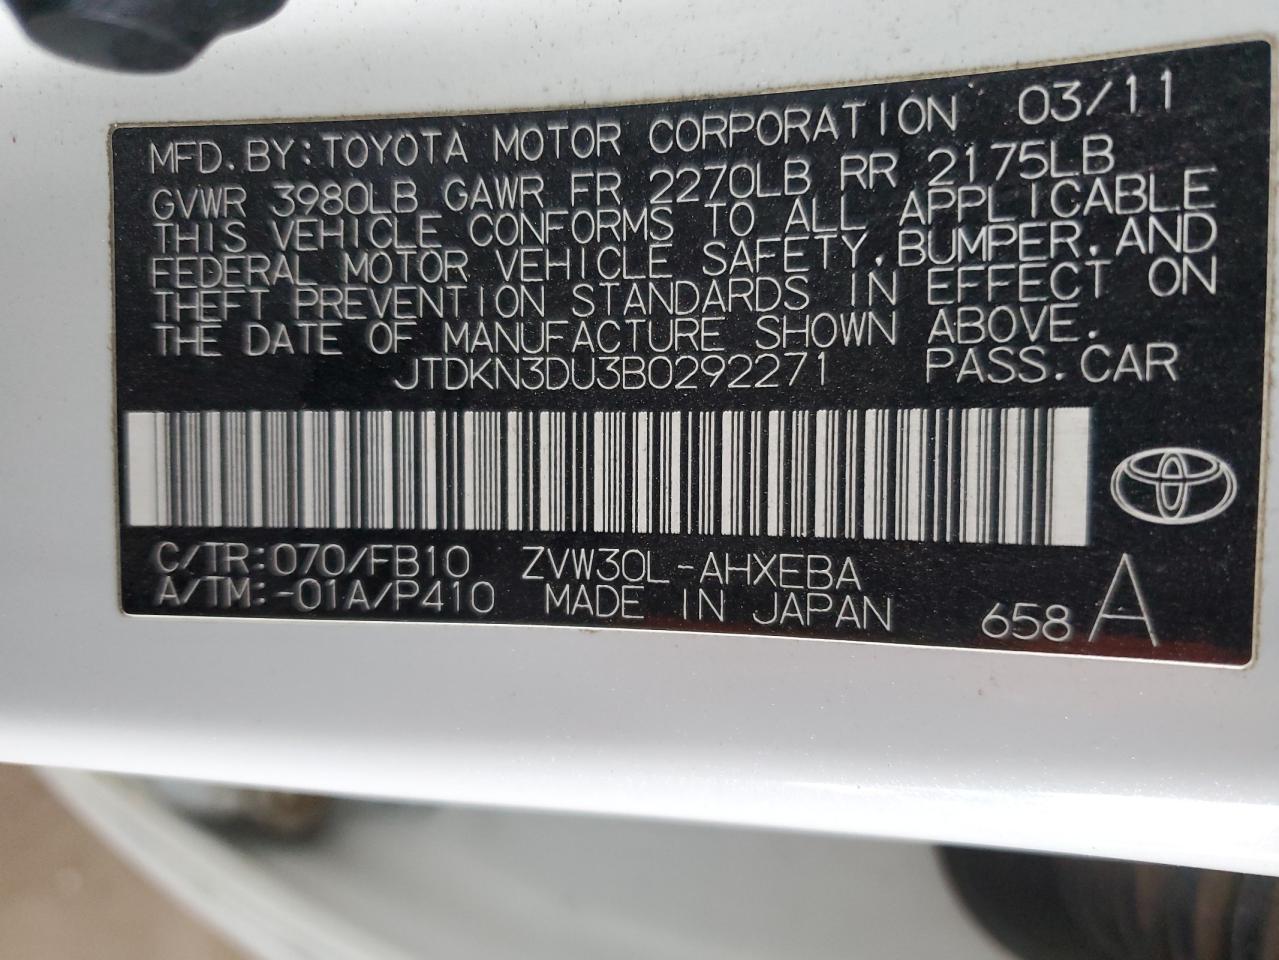 MFD. BY: TOYOTA MOTOR CORPORATION 03/11
GVWR 3980LB GAWR FR 2270LB RR 2175LB
THIS VEHICLE CONFORMS TO ALL APPLICABLE
FEDERAL MOTOR VEHICLE SAFETY, BUMPER, AND
THEFT PREVENTION STANDARDS IN EFFECT ON
THE DATE OF MANUFACTURE SHOWN ABOVE.
JTDKN3DU3B0292271 PASS. CAR
C/TR: 070/FB10 ZVW30L-AHXEBA
A/TM: -01A/P410 MADE IN JAPAN 658 A